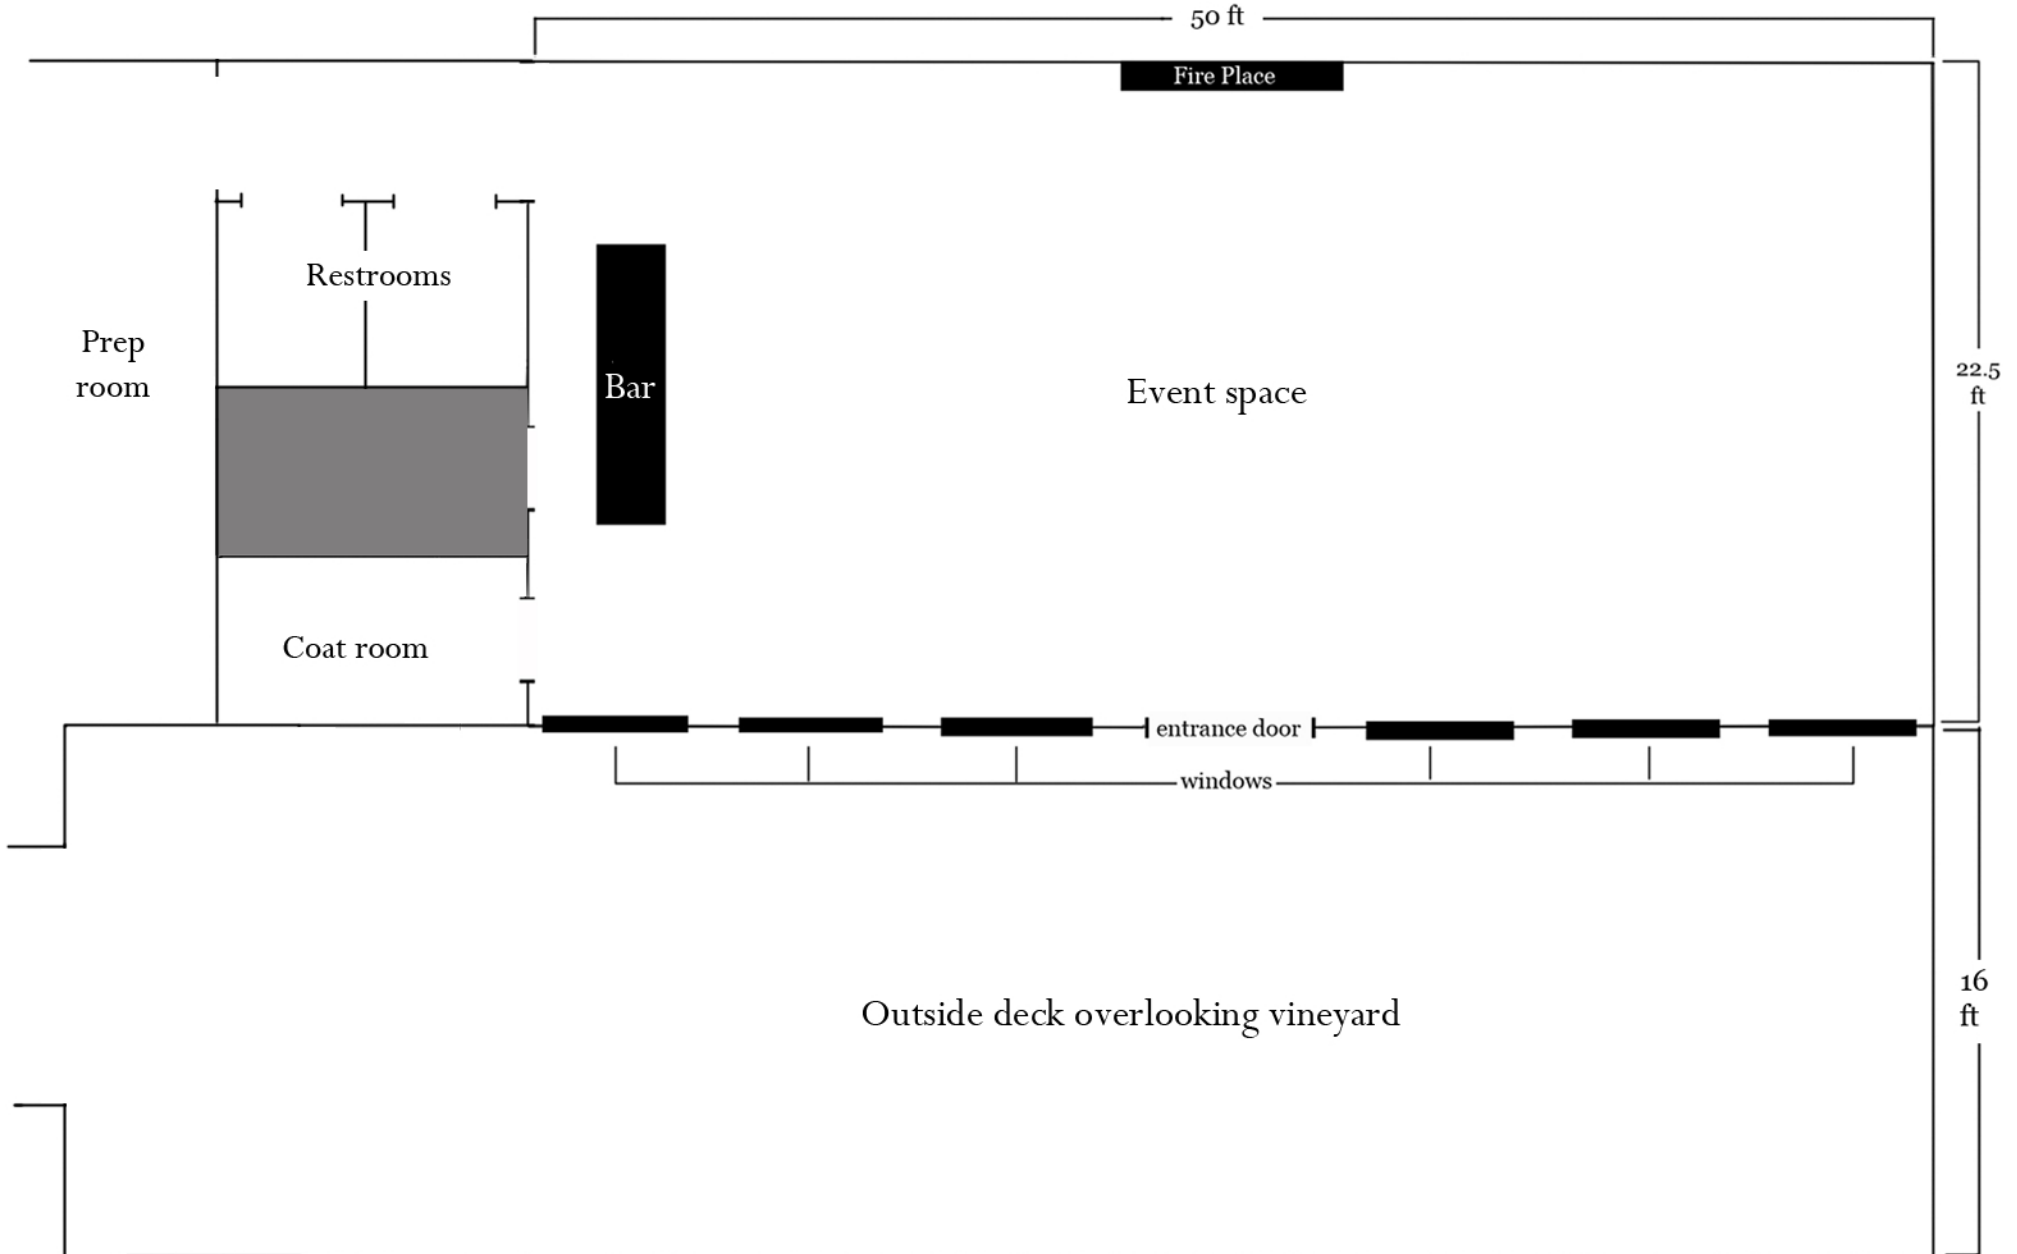 50 ft
Fire Place
Restrooms
Prep
room
Bar
Event space
22.5
ft
Coat room
entrance door
windows
16
ft
Outside deck overlooking vineyard